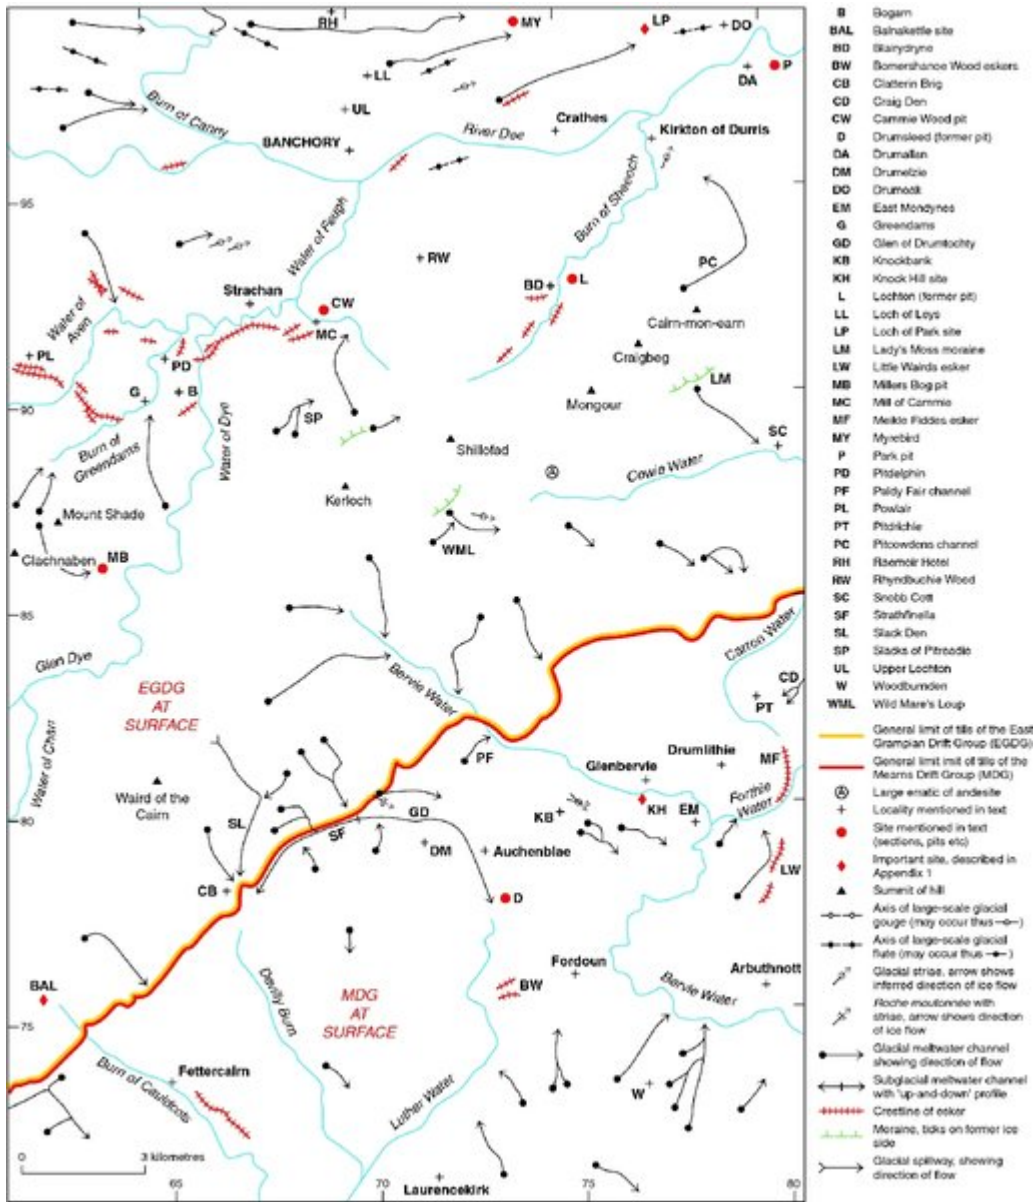 RH
MY
LP
DO
LL
DA
P
UL
Burn of Canny
BANCHORY
River Dee
Crathes
Kirkton of Durris
95
Water of Feugh
Burn of Sheeoch
RW
PC
Strachan
CW
BD
L
Water of Aven
MC
Cairn-mon-earn
PL
PD
Craigbeg
LM
G
B
Mongour
90
SP
SC
Burn of Greendams
Water of Dye
Shillofad
Cowie Water
Kerloch
Mount Shade
WML
Clachnaben
MB
85
Carron Water
Glen Dye
CD
EGDG
AT
SURFACE
Bervie Water
PT
Water of Charr
PF
Drumlithie
MF
Glenbervie
Waird of the
Cairn
KH
EM
Forthie
Water
80
SL
SF
GD
KB
DM
Auchenblae
LW
CB
D
Fordoun
Arbuthnott
BAL
BW
Bervie Water
Devilly Burn
MDG
AT
SURFACE
75
Fettercairn
Burn of Cauldcots
Luther Water
W
0
3 kilometres
65
70
75
80
Laurencekirk
B Bogarn
BAL Balnakettle site
BD Blairydryne
BW Bomershanoe Wood eskers
CB Clatterin Brig
CD Craig Den
CW Cammie Wood pit
D Drumsleed (former pit)
DA Drumallan
DM Drumelzie
DO Drumoak
EM East Mondynes
G Greendams
GD Glen of Drumtochty
KB Knockbank
KH Knock Hill site
L Lochton (former pit)
LL Loch of Leys
LP Loch of Park site
LM Lady's Moss moraine
LW Little Wairds esker
MB Millers Bog pit
MC Mill of Cammie
MF Meikle Fiddes esker
MY Myrebird
P Park pit
PD Pitdelphin
PF Paldy Fair channel
PL Powlair
PT Pitdrichie
PC Pitcowdens channel
RH Raemoir Hotel
RW Rhyndbuckie Wood
SC Snobb Cott
SF Strathfinella
SL Slack Den
SP Slacks of Pitreadie
UL Upper Lochton
W Woodburnden
WML Wild Mare's Loup
General limit of tills of the East
Grampian Drift Group (EGDG)
General limit imit of tills of the
Mearns Drift Group (MDG)
A Large erratic of andesite
Locality mentioned in text
Site mentioned in text
(sections, pits etc)
Important site, described in
Appendix 1
Summit of hill
Axis of large-scale glacial
gouge (may occur thus )
Axis of large-scale glacial
flute (may occur thus )
Glacial striae, arrow shows
inferred direction of ice flow
Roche moutonnée with
striae, arrow shows direction
of ice flow
Glacial meltwater channel
showing direction of flow
Subglacial meltwater channel
with 'up-and-down' profile
Crestline of esker
Moraine, ticks on former ice
side
Glacial spillway, showing
direction of flow